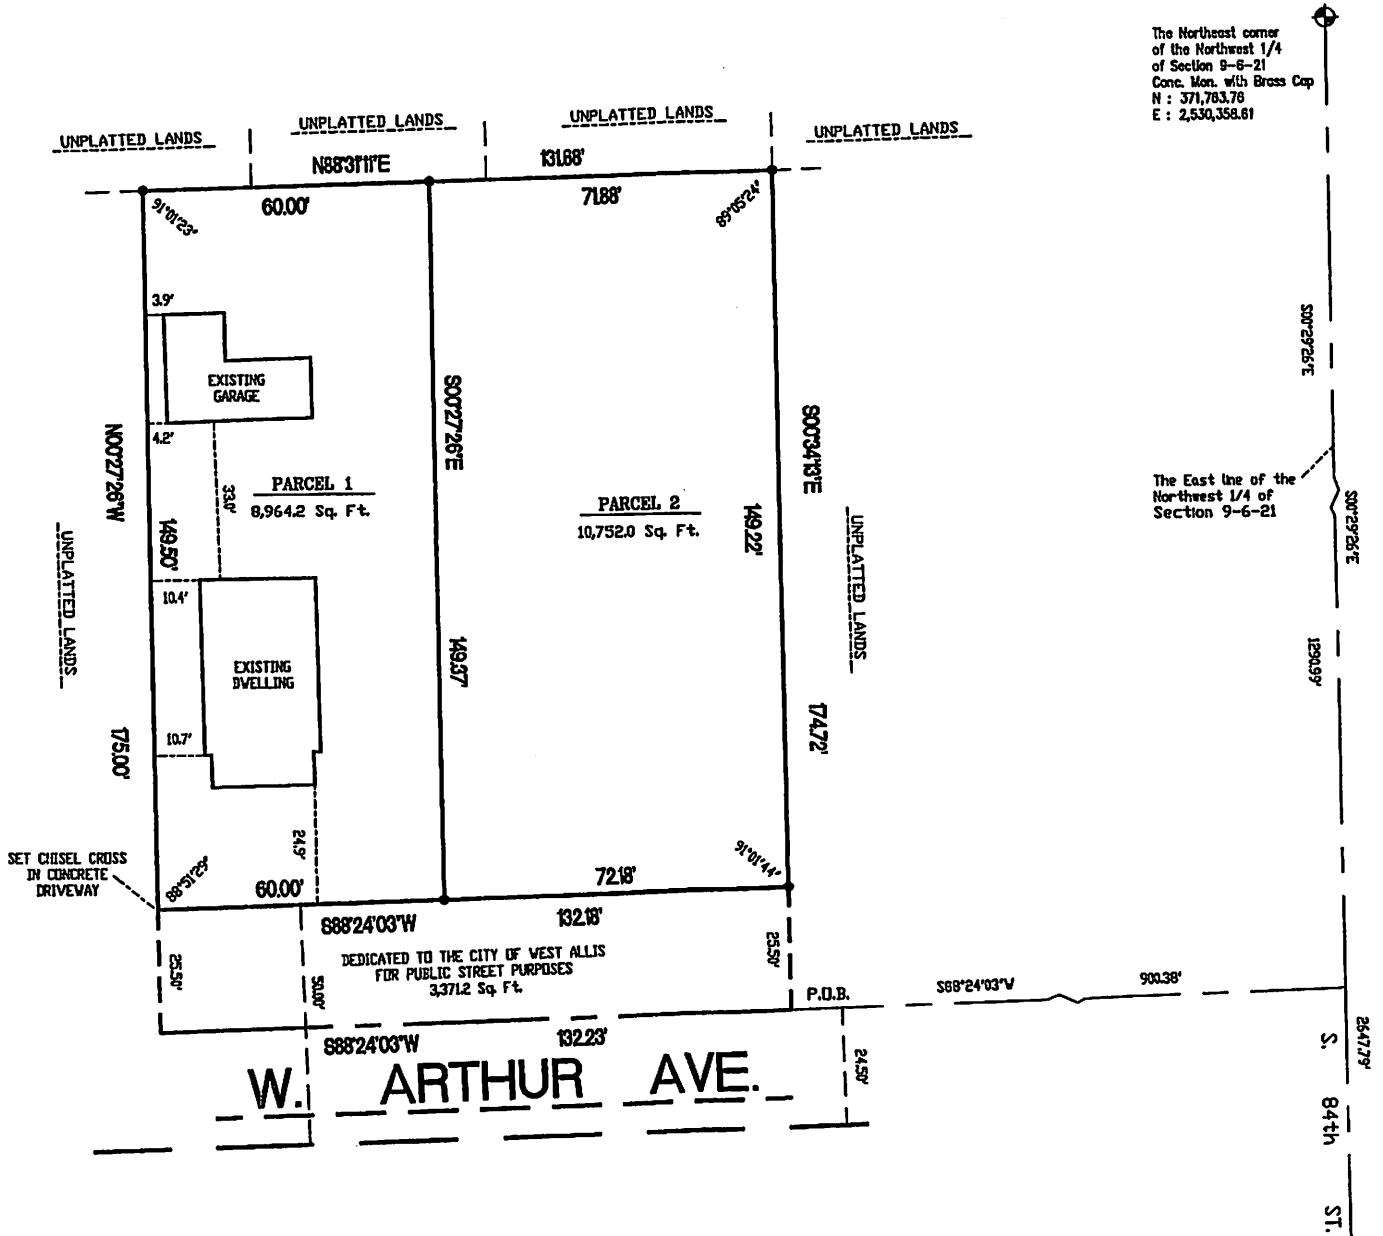 The Northeast corner
of the Northwest 1/4
of Section 9-6-21
Conc. Mon. with Brass Cap
N : 371,783.76
E : 2,530,358.61
UNPLATTED LANDS
UNPLATTED LANDS
UNPLATTED LANDS
UNPLATTED LANDS
N88°31'11"E
131.88'
60.00'
71.88'
91°01'23"
89°05'24"
3.9'
EXISTING
GARAGE
4.2'
33.0'
N00°27'26"W
149.50'
175.00'
S00°27'26"E
149.37'
S00°34'13"E
149.22'
174.72'
PARCEL 1
8,964.2 Sq. Ft.
PARCEL 2
10,752.0 Sq. Ft.
UNPLATTED LANDS
UNPLATTED LANDS
S00°29'26"E
The East line of the
Northwest 1/4 of
Section 9-6-21
S00°29'26"E
1290.99'
10.4'
EXISTING
DWELLING
10.7'
24.9'
SET CHISEL CROSS
IN CONCRETE
DRIVEWAY
88°51'29"
91°01'44"
60.00'
72.18'
S88°24'03"W
132.18'
25.50'
DEDICATED TO THE CITY OF WEST ALLIS
FOR PUBLIC STREET PURPOSES
3,371.2 Sq. Ft.
25.50'
50.00'
P.O.B.
S88°24'03"W
900.38'
S88°24'03"W
132.23'
24.50'
2647.79'
W. ARTHUR AVE.
S. 84th ST.